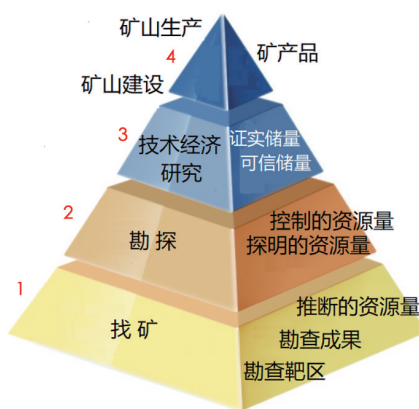 矿山生产
4
矿产品
矿山建设
3
技术经济
研究
证实储量
可信储量
2
勘 探
控制的资源量
探明的资源量
1
找 矿
推断的资源量
勘查成果
勘查靶区